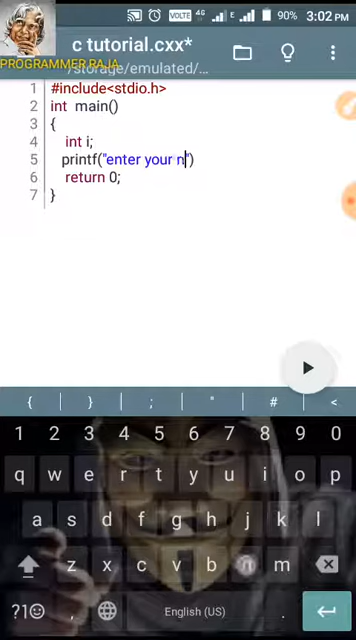 VOLTE 4G E 90% 3:02 PM
c tutorial.cxx*
/storage/emulated/...
PROGRAMMER RAJA
1 #include<stdio.h>
2 int main()
3 {
4 int i;
5 printf("enter your n")
6 return 0;
7 }
{ } ; " # <
1 2 3 4 5 6 7 8 9 0
q w e r t y u i o p
a s d f g h j k l
z x c v b n m
?1☺ , English (US) .